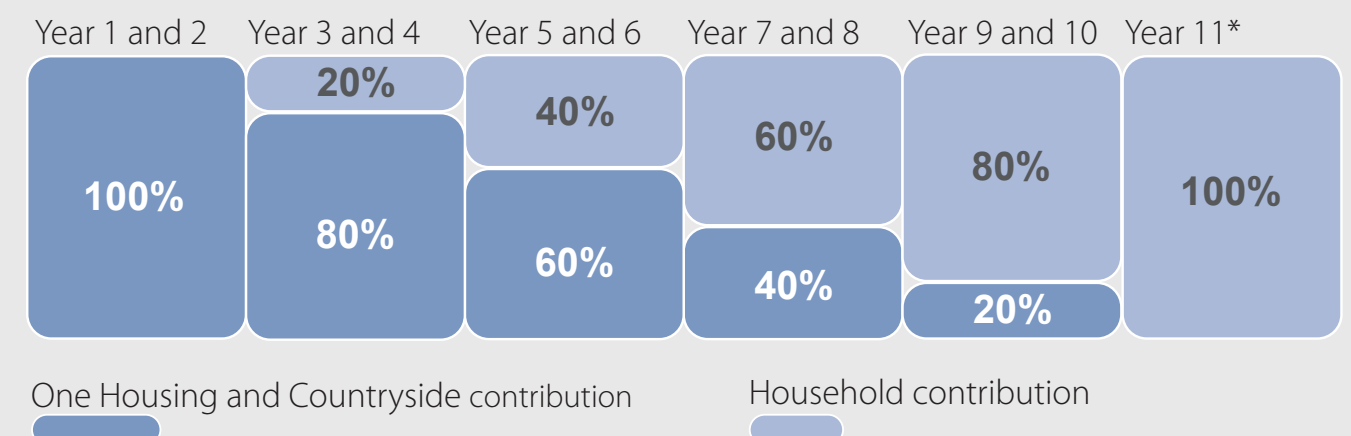 Year 1 and 2 Year 3 and 4 Year 5 and 6 Year 7 and 8 Year 9 and 10 Year 11*
20% 40% 60% 80% 100%
100% 80% 60% 40% 20%
One Housing and Countryside contribution Household contribution